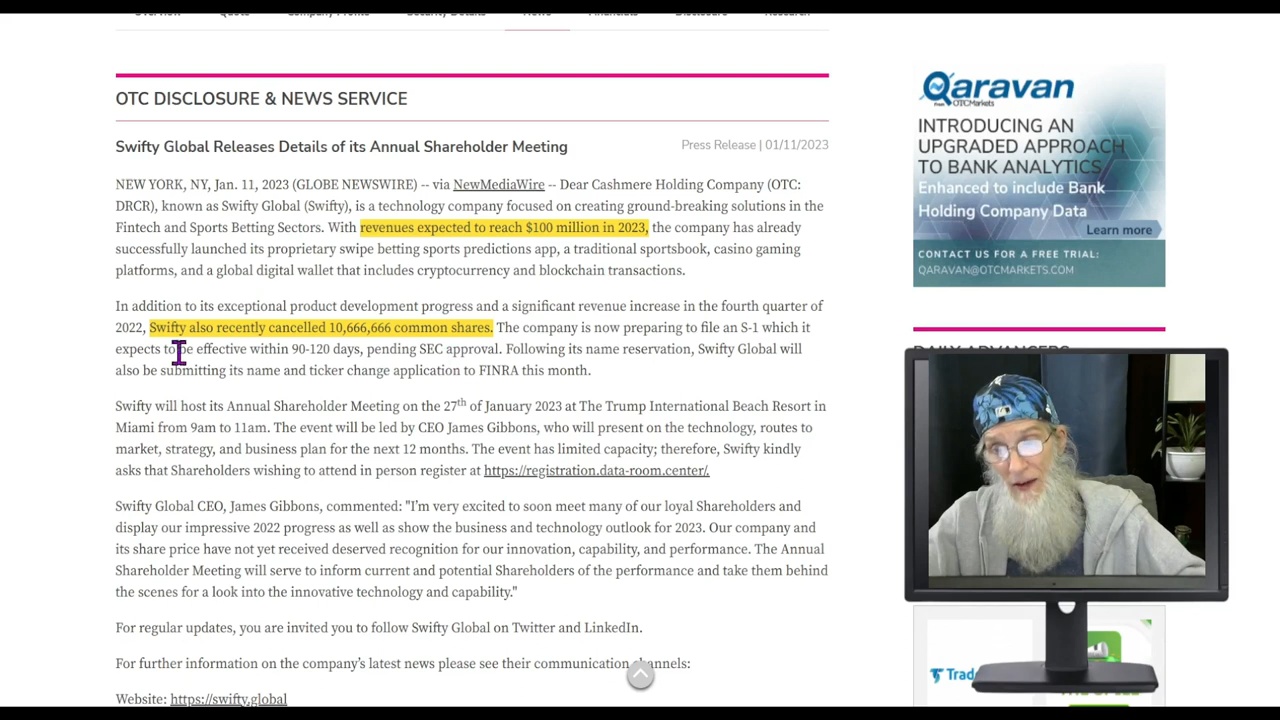 Overview Quote Company Profile Security Details News Financials Disclosure Research
OTC DISCLOSURE & NEWS SERVICE
Swifty Global Releases Details of its Annual Shareholder Meeting
Press Release | 01/11/2023
NEW YORK, NY, Jan. 11, 2023 (GLOBE NEWSWIRE) -- via NewMediaWire -- Dear Cashmere Holding Company (OTC:
DRCR), known as Swifty Global (Swifty), is a technology company focused on creating ground-breaking solutions in the
Fintech and Sports Betting Sectors. With revenues expected to reach $100 million in 2023, the company has already
successfully launched its proprietary swipe betting sports predictions app, a traditional sportsbook, casino gaming
platforms, and a global digital wallet that includes cryptocurrency and blockchain transactions.
In addition to its exceptional product development progress and a significant revenue increase in the fourth quarter of
2022, Swifty also recently cancelled 10,666,666 common shares. The company is now preparing to file an S-1 which it
expects to be effective within 90-120 days, pending SEC approval. Following its name reservation, Swifty Global will
also be submitting its name and ticker change application to FINRA this month.
Swifty will host its Annual Shareholder Meeting on the 27th of January 2023 at The Trump International Beach Resort in
Miami from 9am to 11am. The event will be led by CEO James Gibbons, who will present on the technology, routes to
market, strategy, and business plan for the next 12 months. The event has limited capacity; therefore, Swifty kindly
asks that Shareholders wishing to attend in person register at https://registration.data-room.center/.
Swifty Global CEO, James Gibbons, commented: "I'm very excited to soon meet many of our loyal Shareholders and
display our impressive 2022 progress as well as show the business and technology outlook for 2023. Our company and
its share price have not yet received deserved recognition for our innovation, capability, and performance. The Annual
Shareholder Meeting will serve to inform current and potential Shareholders of the performance and take them behind
the scenes for a look into the innovative technology and capability."
For regular updates, you are invited you to follow Swifty Global on Twitter and LinkedIn.
For further information on the company's latest news please see their communication channels:
Website: https://swifty.global
Qaravan
From OTCMarkets
INTRODUCING AN
UPGRADED APPROACH
TO BANK ANALYTICS
Enhanced to include Bank
Holding Company Data
Learn more
CONTACT US FOR A FREE TRIAL:
QARAVAN@OTCMARKETS.COM
DAILY ADVANCERS